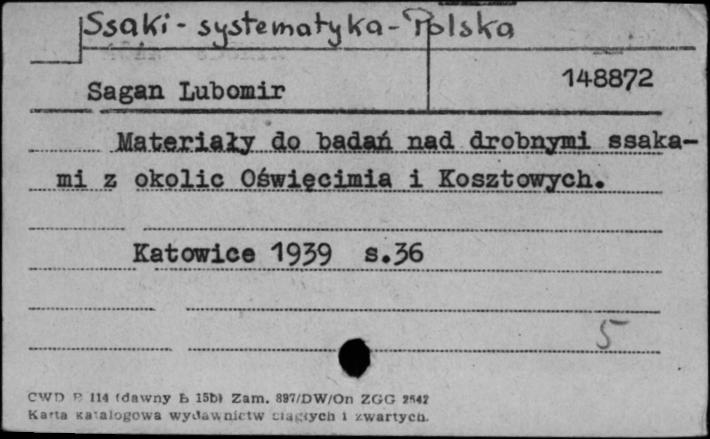 Ssaki - systematyka - Polska
Sagan Lubomir
148872
Materiały do badań nad drobnymi ssaka-
mi z okolic Oświęcimia i Kosztowych.
Katowice 1939 s.36
5
CWD P 114 (dawny B 15b) Zam. 897/DW/On ZGG 2642
Karta katalogowa wydawnictw ciągłych i zwartych.